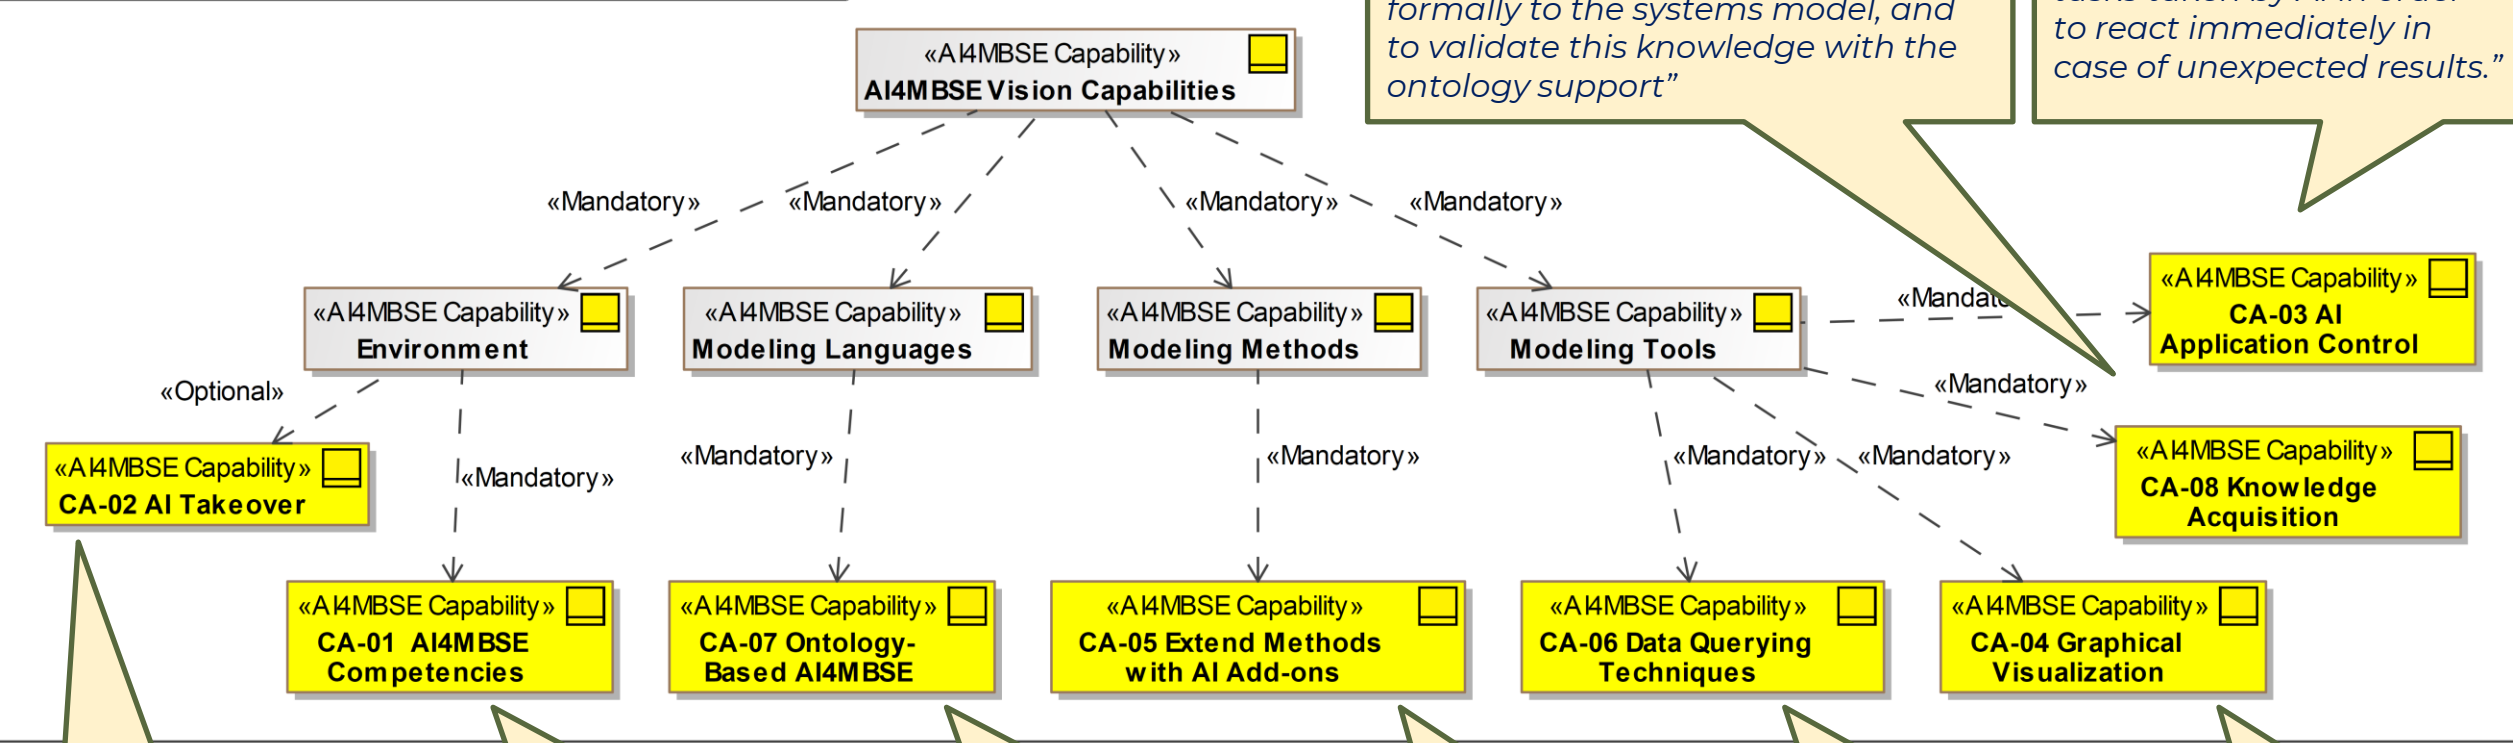 formally to the systems model, and
to validate this knowledge with the
ontology support”
to react immediately in
case of unexpected results.”
«AI4MBSE Capability»
AI4MBSE Vision Capabilities
«Mandatory»
«Mandatory»
«Mandatory»
«Mandatory»
«AI4MBSE Capability»
Environment
«AI4MBSE Capability»
Modeling Languages
«AI4MBSE Capability»
Modeling Methods
«AI4MBSE Capability»
Modeling Tools
«Mandato
«AI4MBSE Capability»
CA-03 AI
Application Control
«Optional»
«Mandatory»
«AI4MBSE Capability»
CA-02 AI Takeover
«Mandatory»
«Mandatory»
«Mandatory»
«Mandatory»
«Mandatory»
«AI4MBSE Capability»
CA-08 Knowledge
Acquisition
«AI4MBSE Capability»
CA-01 AI4MBSE
Competencies
«AI4MBSE Capability»
CA-07 Ontology-
Based AI4MBSE
«AI4MBSE Capability»
CA-05 Extend Methods
with AI Add-ons
«AI4MBSE Capability»
CA-06 Data Querying
Techniques
«AI4MBSE Capability»
CA-04 Graphical
Visualization